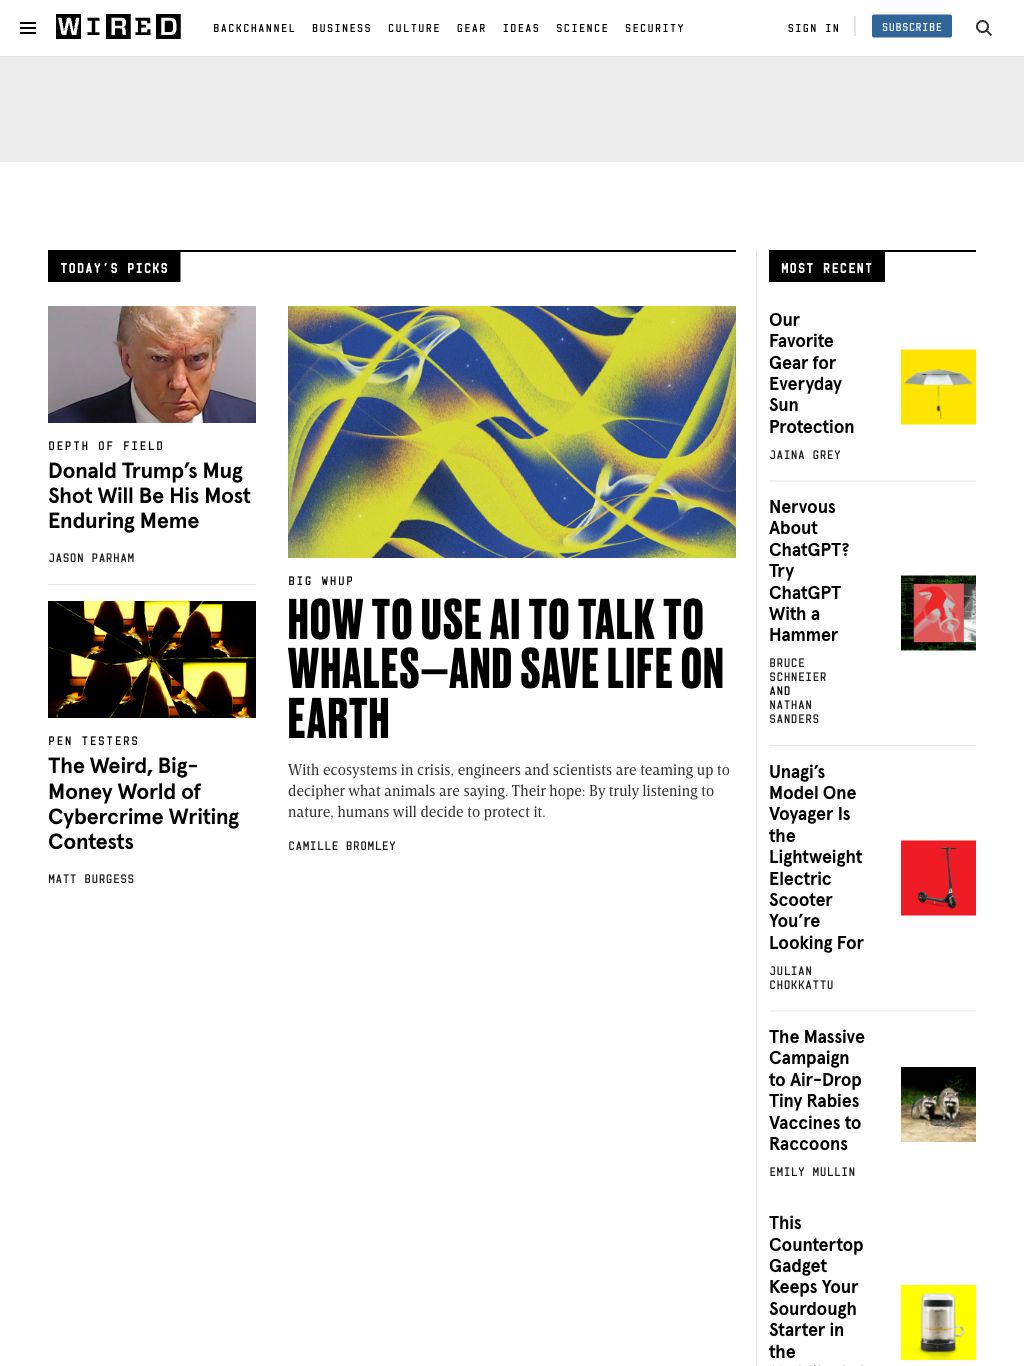 WIRED
BACKCHANNEL BUSINESS CULTURE GEAR IDEAS SCIENCE SECURITY
SIGN IN
SUBSCRIBE
TODAY'S PICKS
DEPTH OF FIELD
Donald Trump's Mug
Shot Will Be His Most
Enduring Meme
JASON PARHAM
PEN TESTERS
The Weird, Big-
Money World of
Cybercrime Writing
Contests
MATT BURGESS
BIG WHUP
HOW TO USE AI TO TALK TO
WHALES—AND SAVE LIFE ON
EARTH
With ecosystems in crisis, engineers and scientists are teaming up to
decipher what animals are saying. Their hope: By truly listening to
nature, humans will decide to protect it.
CAMILLE BROMLEY
MOST RECENT
Our
Favorite
Gear for
Everyday
Sun
Protection
JAINA GREY
Nervous
About
ChatGPT?
Try
ChatGPT
With a
Hammer
BRUCE
SCHNEIER
AND
NATHAN
SANDERS
Unagi's
Model One
Voyager Is
the
Lightweight
Electric
Scooter
You're
Looking For
JULIAN
CHOKKATTU
The Massive
Campaign
to Air-Drop
Tiny Rabies
Vaccines to
Raccoons
EMILY MULLIN
This
Countertop
Gadget
Keeps Your
Sourdough
Starter in
the